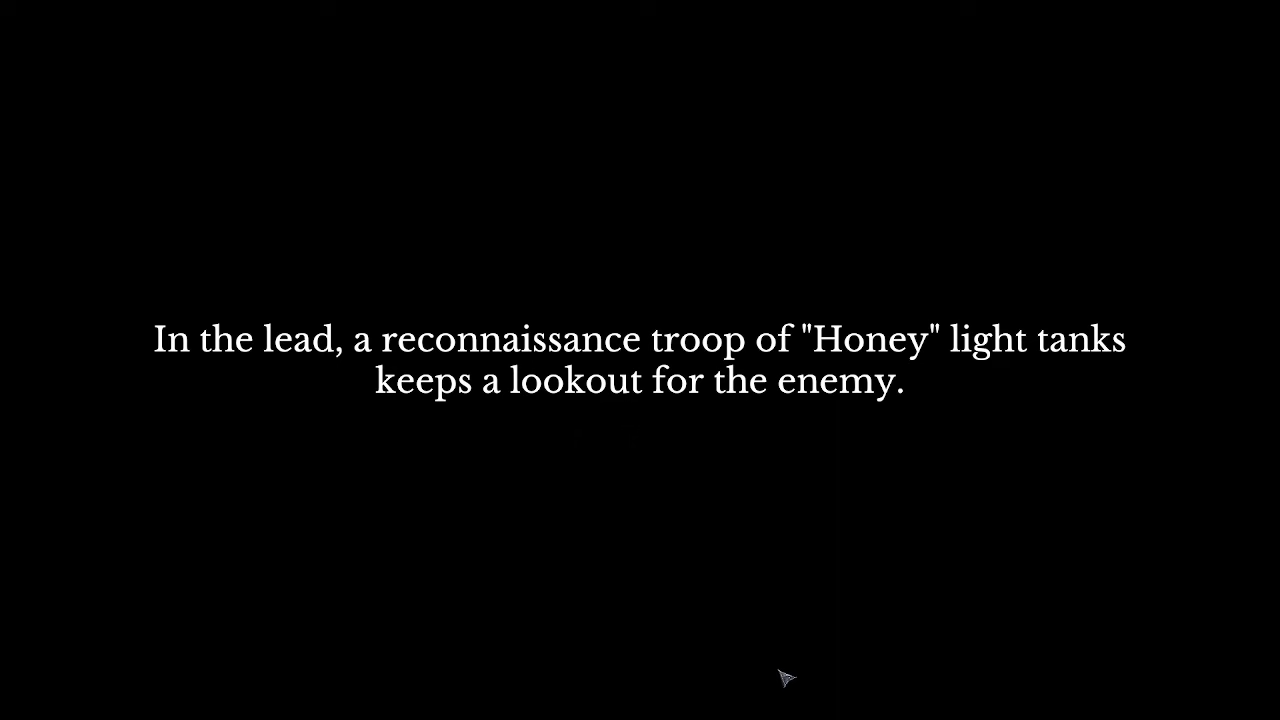 In the lead, a reconnaissance troop of "Honey" light tanks
keeps a lookout for the enemy.